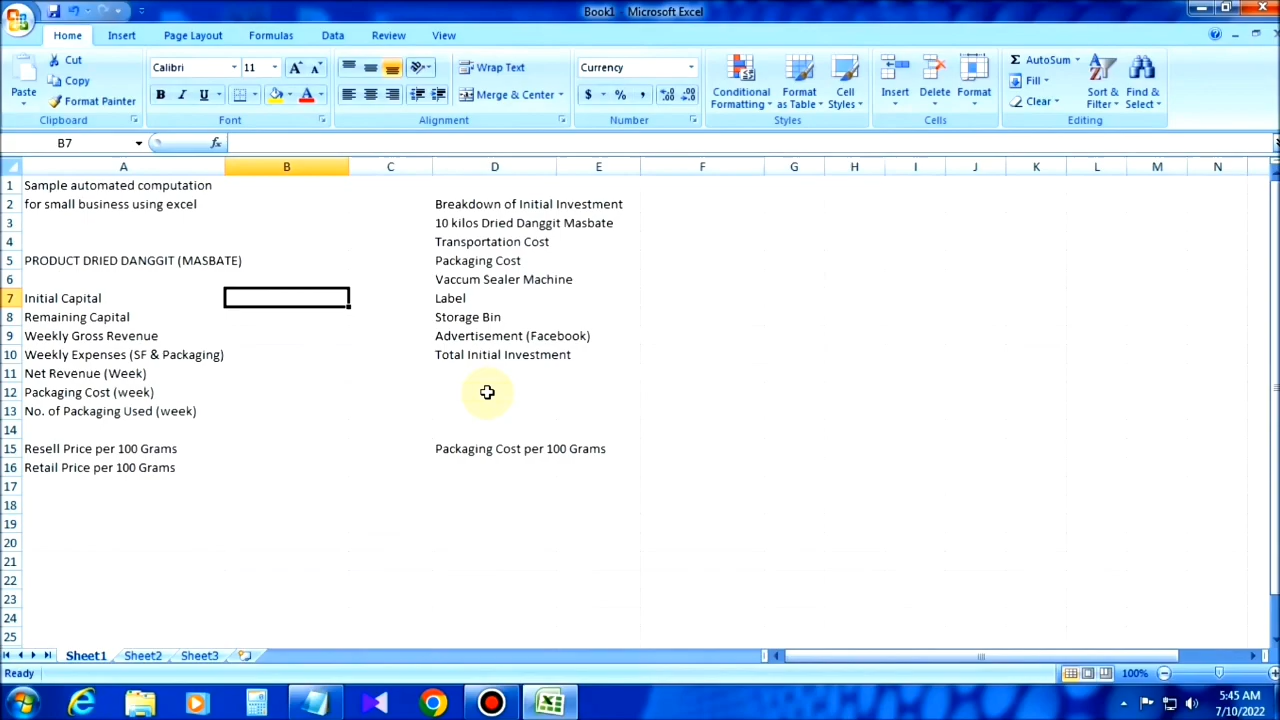 Book1 - Microsoft Excel
Home Insert Page Layout Formulas Data Review View
Paste
Cut
Copy
Format Painter
Clipboard
Calibri 11
B I U
Font
Wrap Text
Merge & Center
Alignment
Currency
$ % ,
Number
Conditional Formatting
Format as Table
Cell Styles
Styles
Insert Delete Format
Cells
Σ AutoSum
Fill
Clear
Sort & Filter
Find & Select
Editing
B7 fx
A B C D E F G H I J K L M N
1 Sample automated computation
2 for small business using excel Breakdown of Initial Investment
3 10 kilos Dried Danggit Masbate
4 Transportation Cost
5 PRODUCT DRIED DANGGIT (MASBATE) Packaging Cost
6 Vaccum Sealer Machine
7 Initial Capital Label
8 Remaining Capital Storage Bin
9 Weekly Gross Revenue Advertisement (Facebook)
10 Weekly Expenses (SF & Packaging) Total Initial Investment
11 Net Revenue (Week)
12 Packaging Cost (week)
13 No. of Packaging Used (week)
14
15 Resell Price per 100 Grams Packaging Cost per 100 Grams
16 Retail Price per 100 Grams
17
18
19
20
21
22
23
24
25
Sheet1 Sheet2 Sheet3
Ready 100%
5:45 AM
7/10/2022